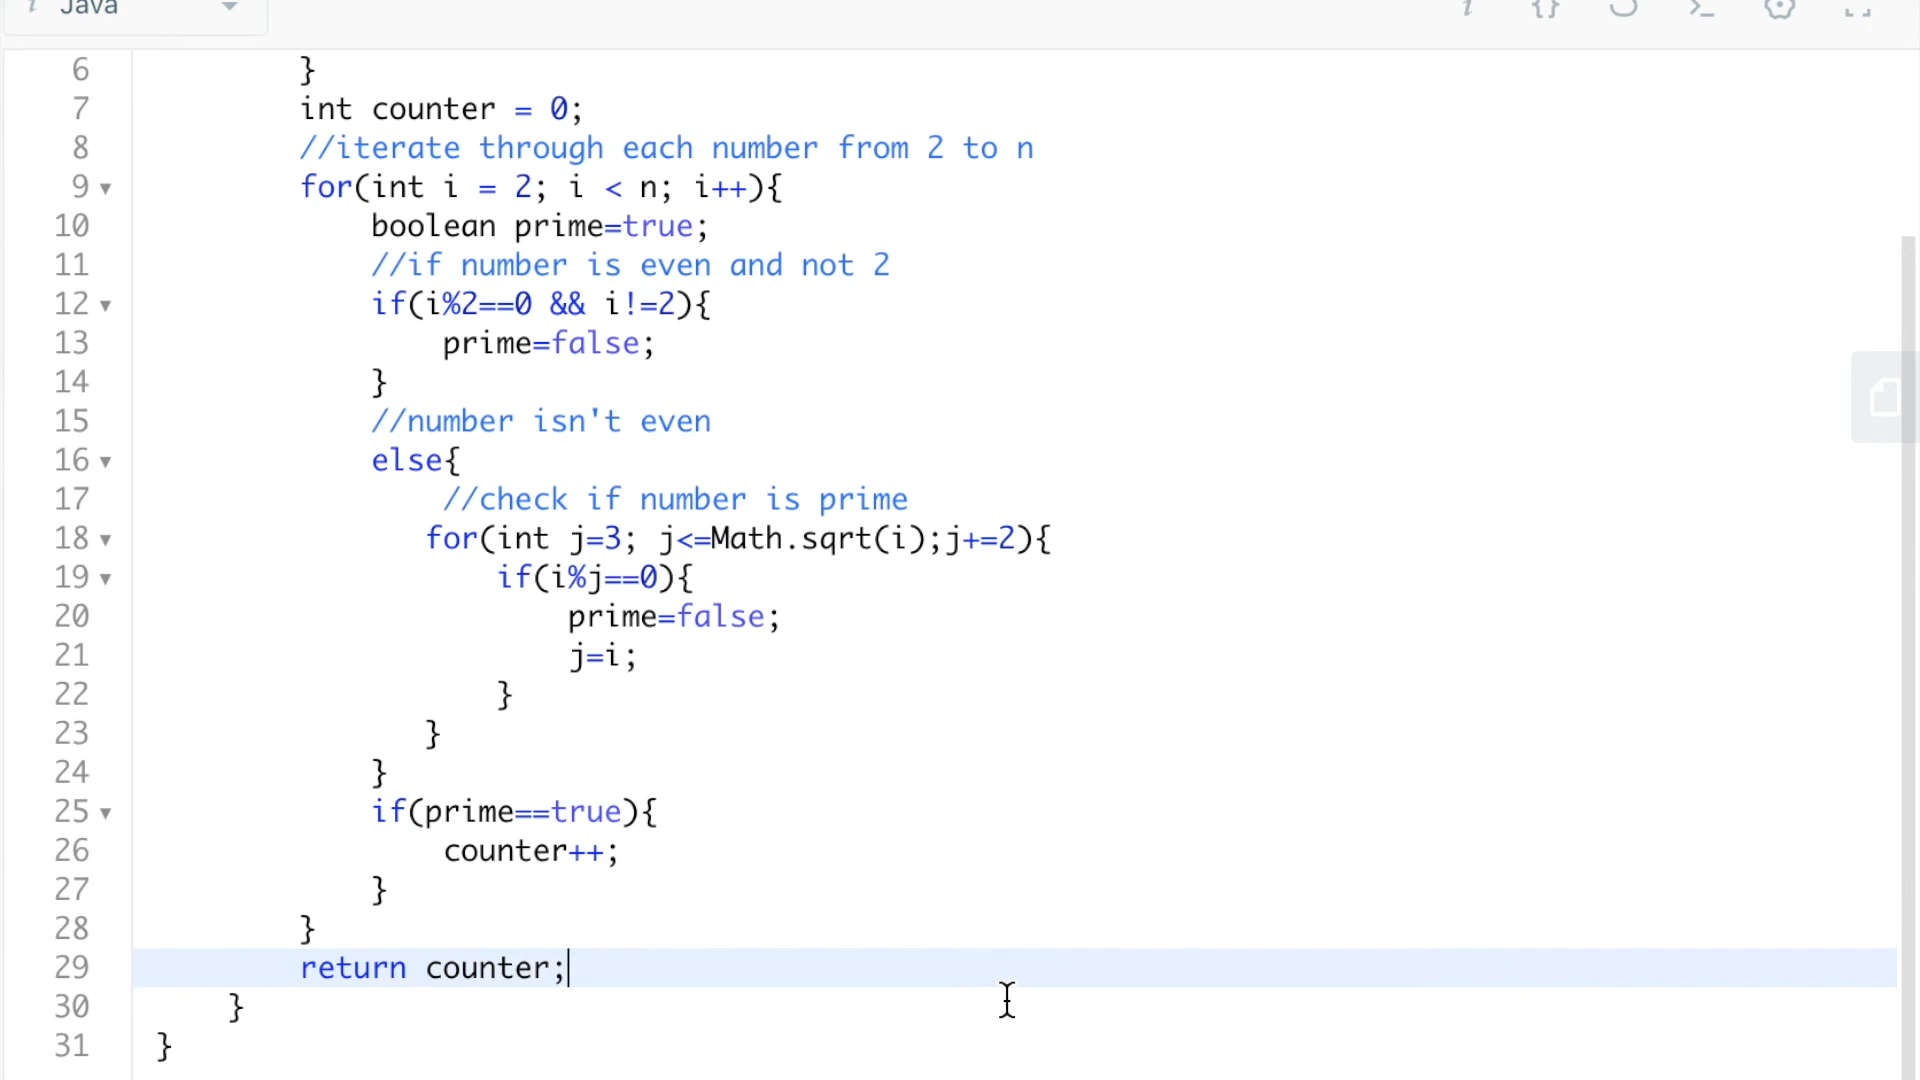 i Java
i {} >_
6 }
7 int counter = 0;
8 //iterate through each number from 2 to n
9 for(int i = 2; i < n; i++){
10 boolean prime=true;
11 //if number is even and not 2
12 if(i%2==0 && i!=2){
13 prime=false;
14 }
15 //number isn't even
16 else{
17 //check if number is prime
18 for(int j=3; j<=Math.sqrt(i);j+=2){
19 if(i%j==0){
20 prime=false;
21 j=i;
22 }
23 }
24 }
25 if(prime==true){
26 counter++;
27 }
28 }
29 return counter;
30 }
31 }